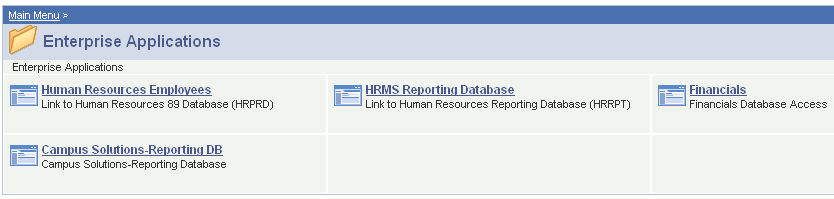 Main Menu >
Enterprise Applications
Enterprise Applications
Human Resources Employees
Link to Human Resources 89 Database (HRPRD)
HRMS Reporting Database
Link to Human Resources Reporting Database (HRRPT)
Financials
Financials Database Access
Campus Solutions-Reporting DB
Campus Solutions-Reporting Database